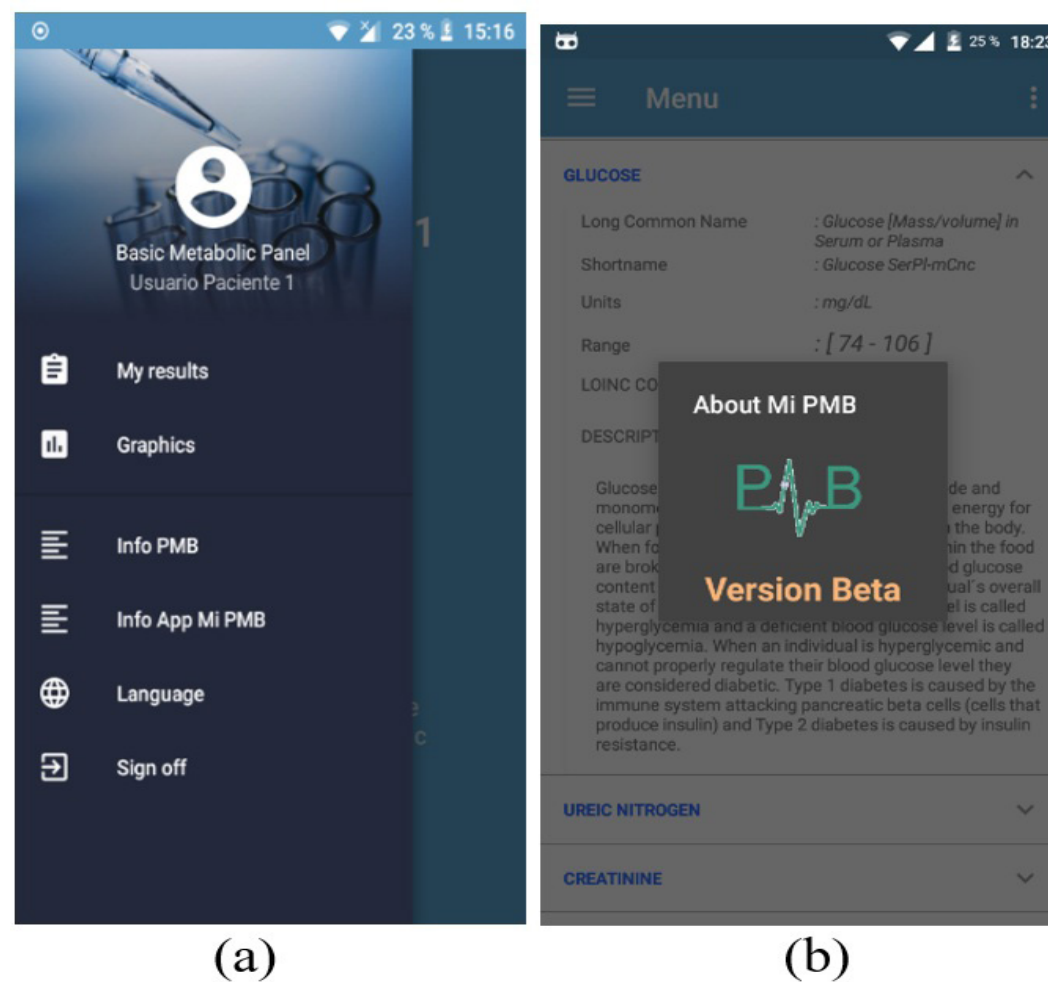 23 % 15:16
1
Basic Metabolic Panel
Usuario Paciente 1
My results
Graphics
Info PMB
Info App Mi PMB
Language
Sign off
e
c
(a)
25 % 18:23
Menu
GLUCOSE
Long Common Name : Glucose [Mass/volume] in
Serum or Plasma
Shortname : Glucose SerPl-mCnc
Units : mg/dL
Range : [ 74 - 106 ]
LOINC CO
DESCRIPT
About Mi PMB
P B
Version Beta
Glucose de and
monome energy for
cellular p the body.
When fo hin the food
are brok d glucose
content ual´s overall
state of el is called
hyperglycemia and a deficient blood glucose level is called
hypoglycemia. When an individual is hyperglycemic and
cannot properly regulate their blood glucose level they
are considered diabetic. Type 1 diabetes is caused by the
immune system attacking pancreatic beta cells (cells that
produce insulin) and Type 2 diabetes is caused by insulin
resistance.
UREIC NITROGEN
CREATININE
(b)